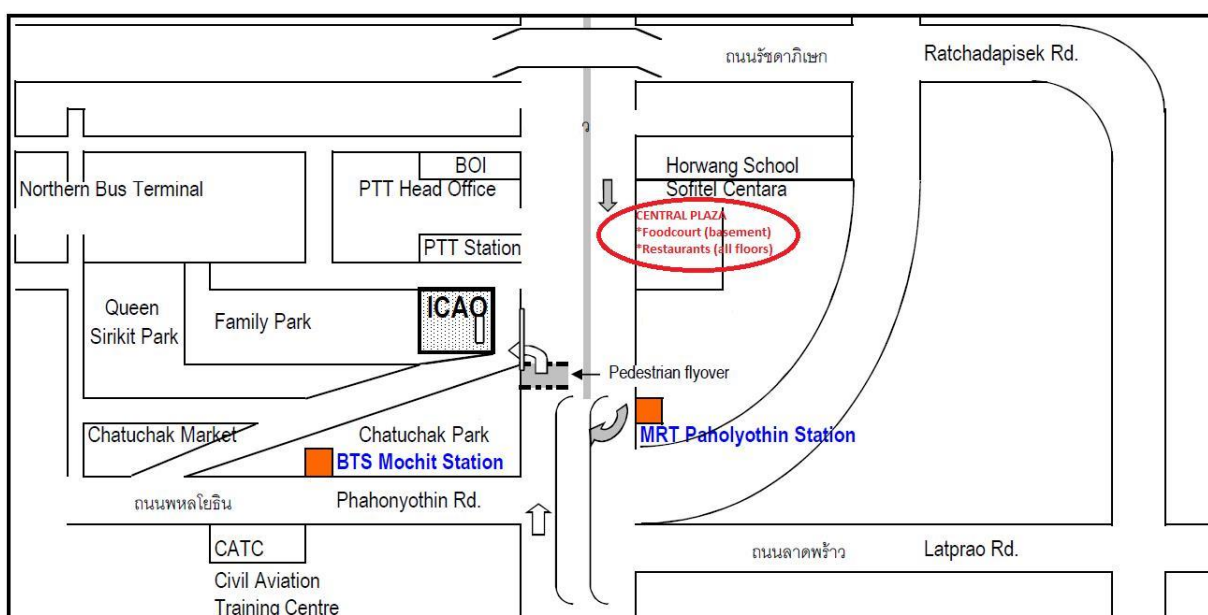 ถนนรัชดาภิเษก
Ratchadapisek Rd.
ว
BOI
Horwang School
Northern Bus Terminal
PTT Head Office
Sofitel Centara
CENTRAL PLAZA
*Foodcourt (basement)
*Restaurants (all floors)
PTT Station
ICAO
Queen
Sirikit Park
Family Park
Pedestrian flyover
Chatuchak Market
Chatuchak Park
MRT Paholyothin Station
BTS Mochit Station
ถนนพหลโยธิน
Phahonyothin Rd.
CATC
Civil Aviation
Training Centre
ถนนลาดพร้าว
Latprao Rd.